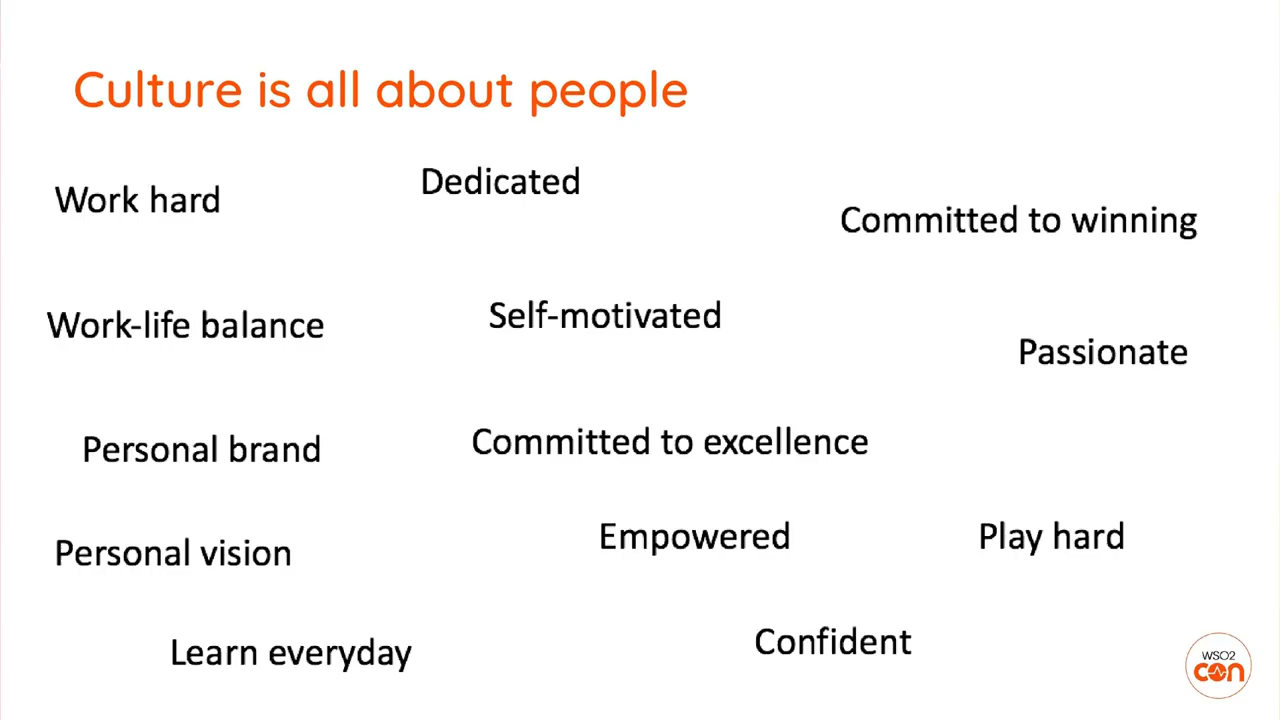 Culture is all about people
Dedicated
Work hard
Committed to winning
Self-motivated
Work-life balance
Passionate
Committed to excellence
Personal brand
Empowered
Play hard
Personal vision
Confident
Learn everyday
WSO2
con